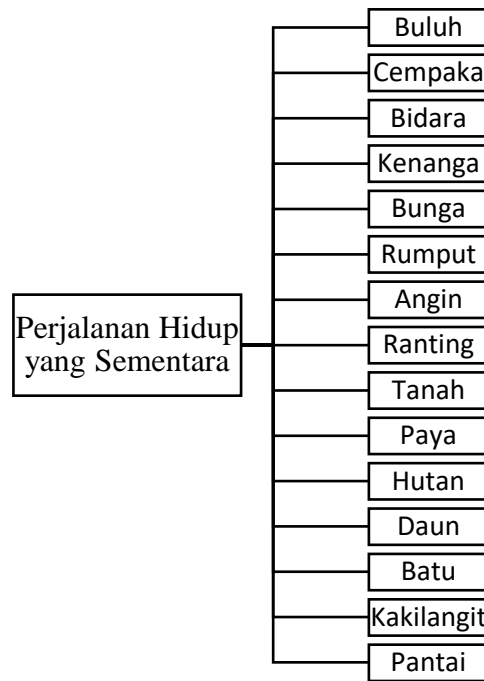 Perjalanan Hidup
yang Sementara
Buluh
Cempaka
Bidara
Kenanga
Bunga
Rumput
Angin
Ranting
Tanah
Paya
Hutan
Daun
Batu
Kakilangit
Pantai